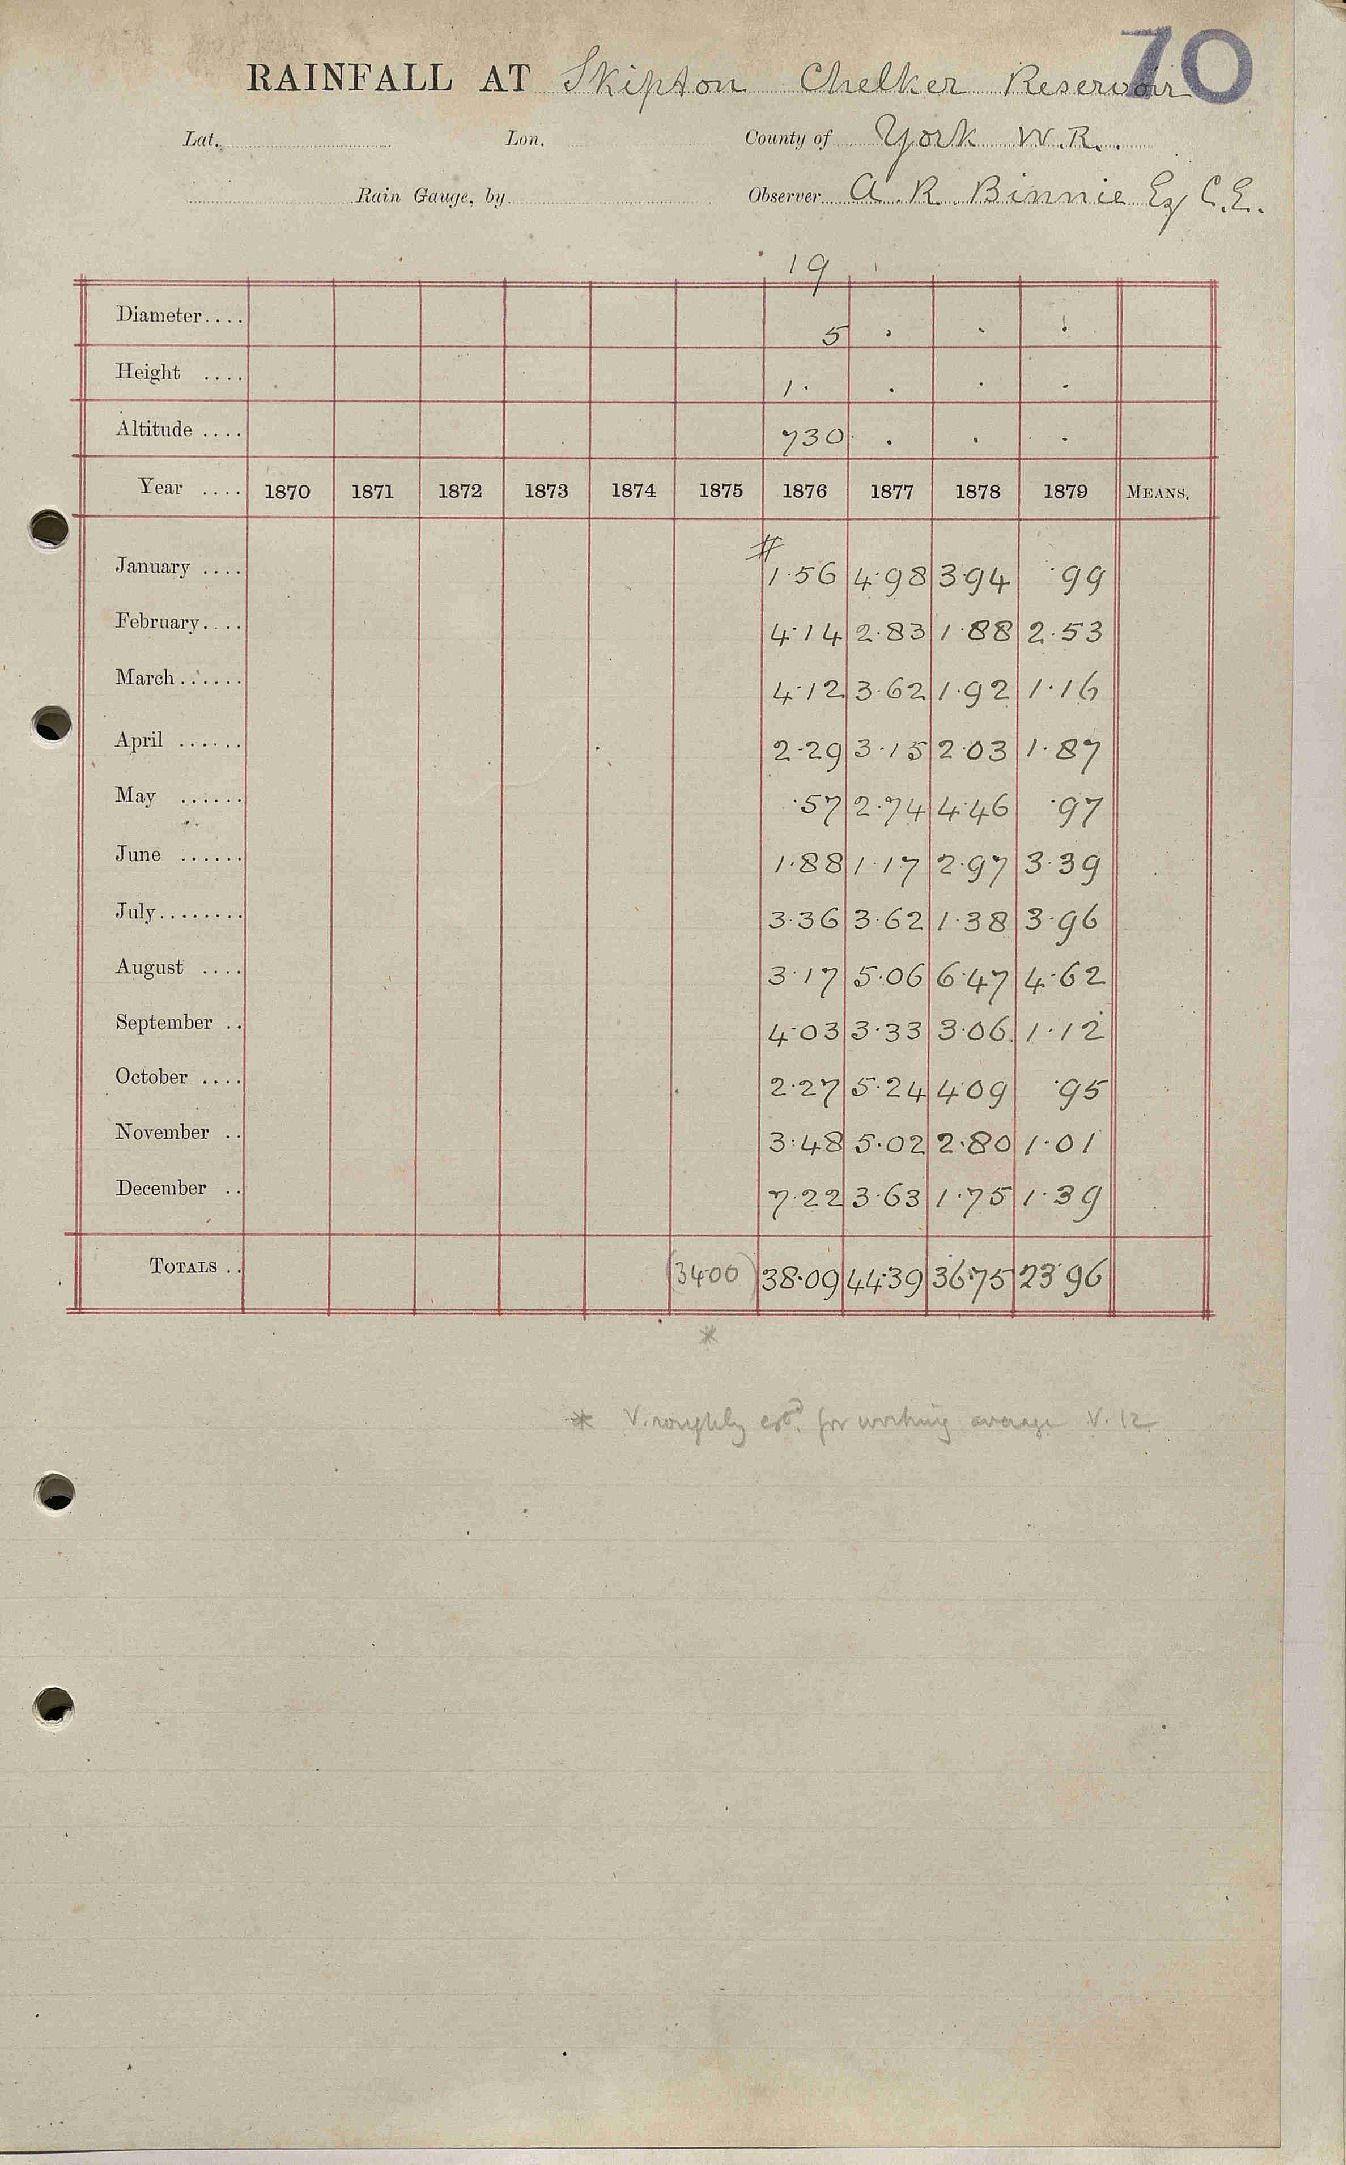 70
RAINFALL AT Skipton Chelker Reservoir
Lat. Lon. County of York W.R.
Rain Gauge, by Observer A. R. Binnie Esq C.E.
19
Diameter.... 5 . . .
Height .... 1. . . .
Altitude .... 730 . . .
Year .... 1870 1871 1872 1873 1874 1875 1876 1877 1878 1879 MEANS.
#
January .... 1.56 4.98 3.94 .99
February.... 4.14 2.83 1.88 2.53
March...... 4.12 3.62 1.92 1.16
April ...... 2.29 3.15 2.03 1.87
May ...... .57 2.74 4.46 .97
June ...... 1.88 1.17 2.97 3.39
July........ 3.36 3.62 1.38 3.96
August .... 3.17 5.06 6.47 4.62
September .. 4.03 3.33 3.06 1.12
October .... 2.27 5.24 4.09 .95
November .. 3.48 5.02 2.80 1.01
December .. 7.22 3.63 1.75 1.39
TOTALS .. (34.00) 38.09 44.39 36.75 23.96
*
* V. roughly estd. for working average V. 12